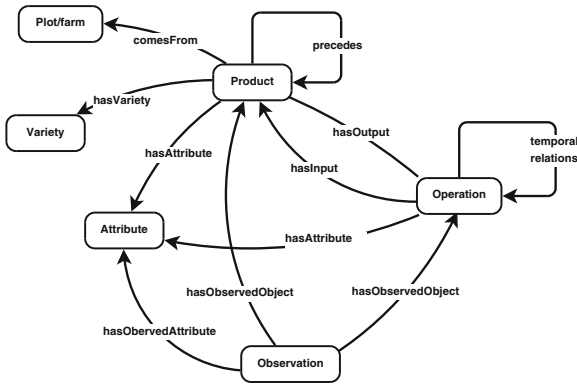 Plot/farm
comesFrom
precedes
Product
hasVariety
Variety
hasOutput
hasAttribute
hasInput
temporal
relations
Operation
Attribute
hasAttribute
hasObservedObject
hasObservedObject
hasObervedAttribute
Observation